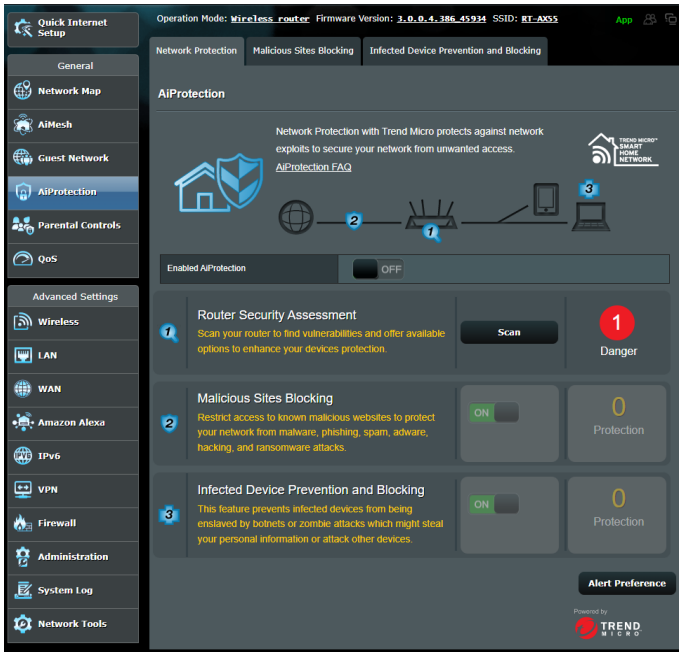 Quick Internet
Setup
Operation Mode: Wireless router Firmware Version: 3.0.0.4.386_45934 SSID: RT-AX55
App
Network Protection
Malicious Sites Blocking
Infected Device Prevention and Blocking
General
Network Map
AiMesh
Guest Network
AiProtection
Parental Controls
QoS
Advanced Settings
Wireless
LAN
WAN
Amazon Alexa
IPv6
VPN
Firewall
Administration
System Log
Network Tools
AiProtection
Network Protection with Trend Micro protects against network
exploits to secure your network from unwanted access.
AiProtection FAQ
TREND MICRO™
SMART
HOME
NETWORK
2
1
3
Enabled AiProtection
OFF
1
Router Security Assessment
Scan your router to find vulnerabilities and offer available
options to enhance your devices protection.
Scan
1
Danger
2
Malicious Sites Blocking
Restrict access to known malicious websites to protect
your network from malware, phishing, spam, adware,
hacking, and ransomware attacks.
ON
0
Protection
3
Infected Device Prevention and Blocking
This feature prevents infected devices from being
enslaved by botnets or zombie attacks which might steal
your personal information or attack other devices.
ON
0
Protection
Alert Preference
Powered by
TREND
MICRO